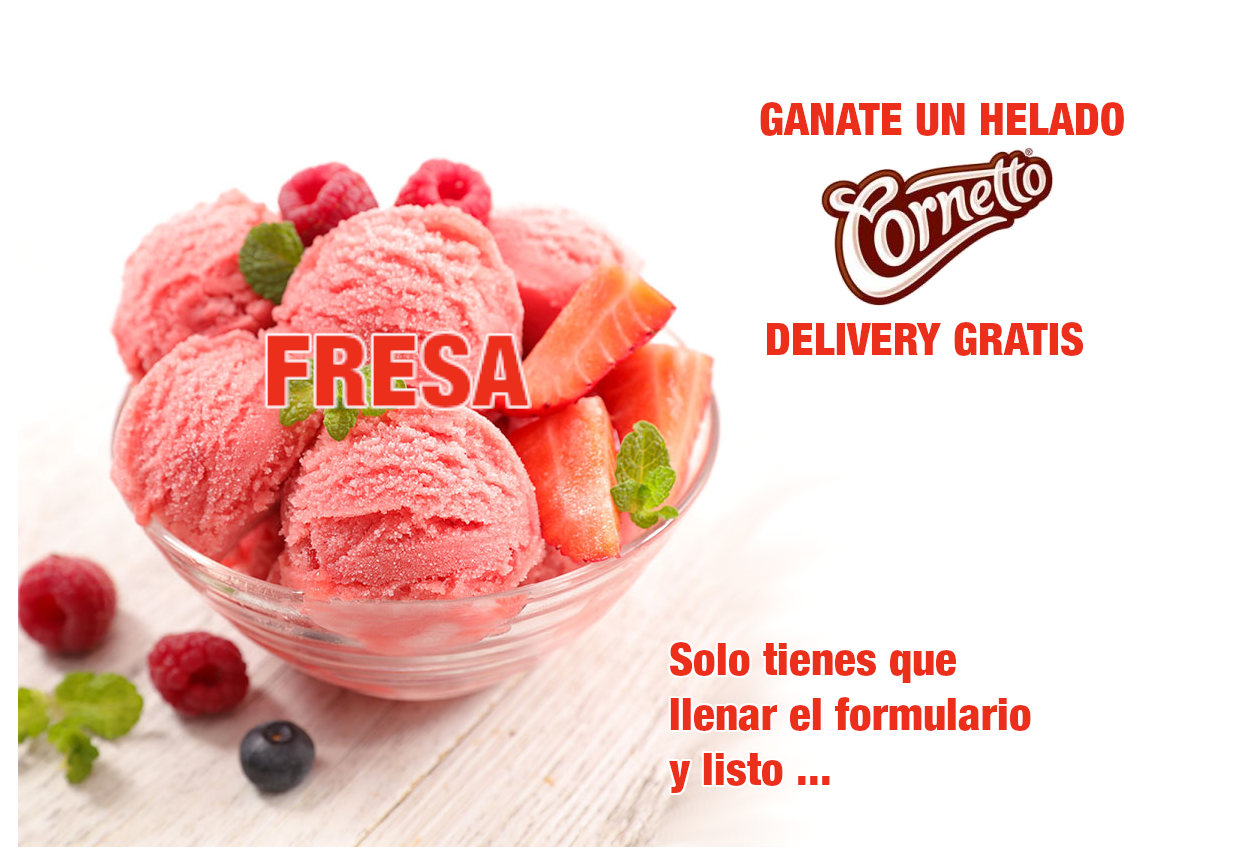 GANATE UN HELADO
Cornetto®
DELIVERY GRATIS
FRESA
Solo tienes que
llenar el formulario
y listo ...